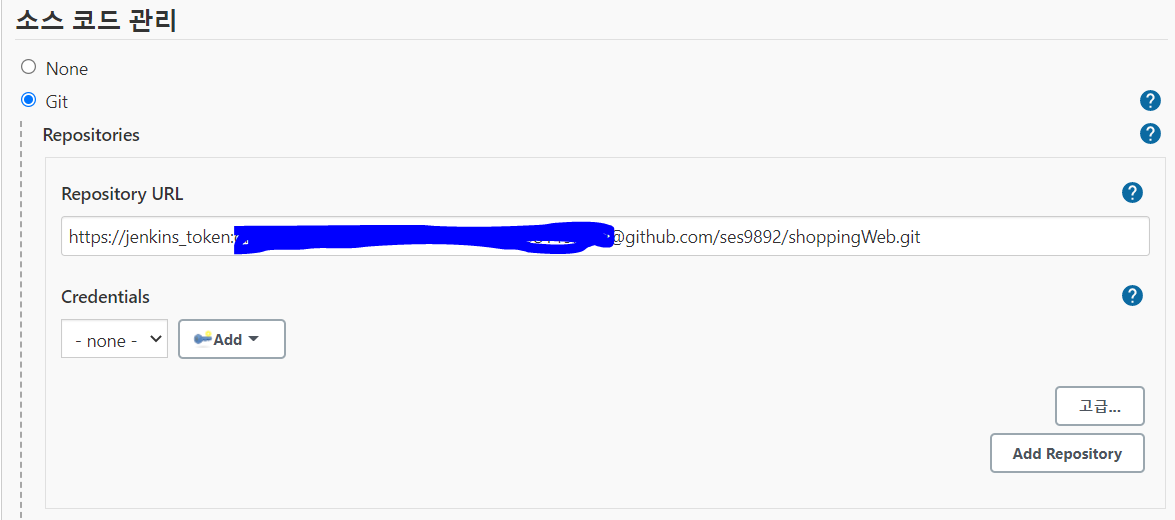 소스 코드 관리
None
Git
?
Repositories
?
Repository URL
?
https://jenkins_token: @github.com/ses9892/shoppingWeb.git
Credentials
?
- none -
Add
고급...
Add Repository